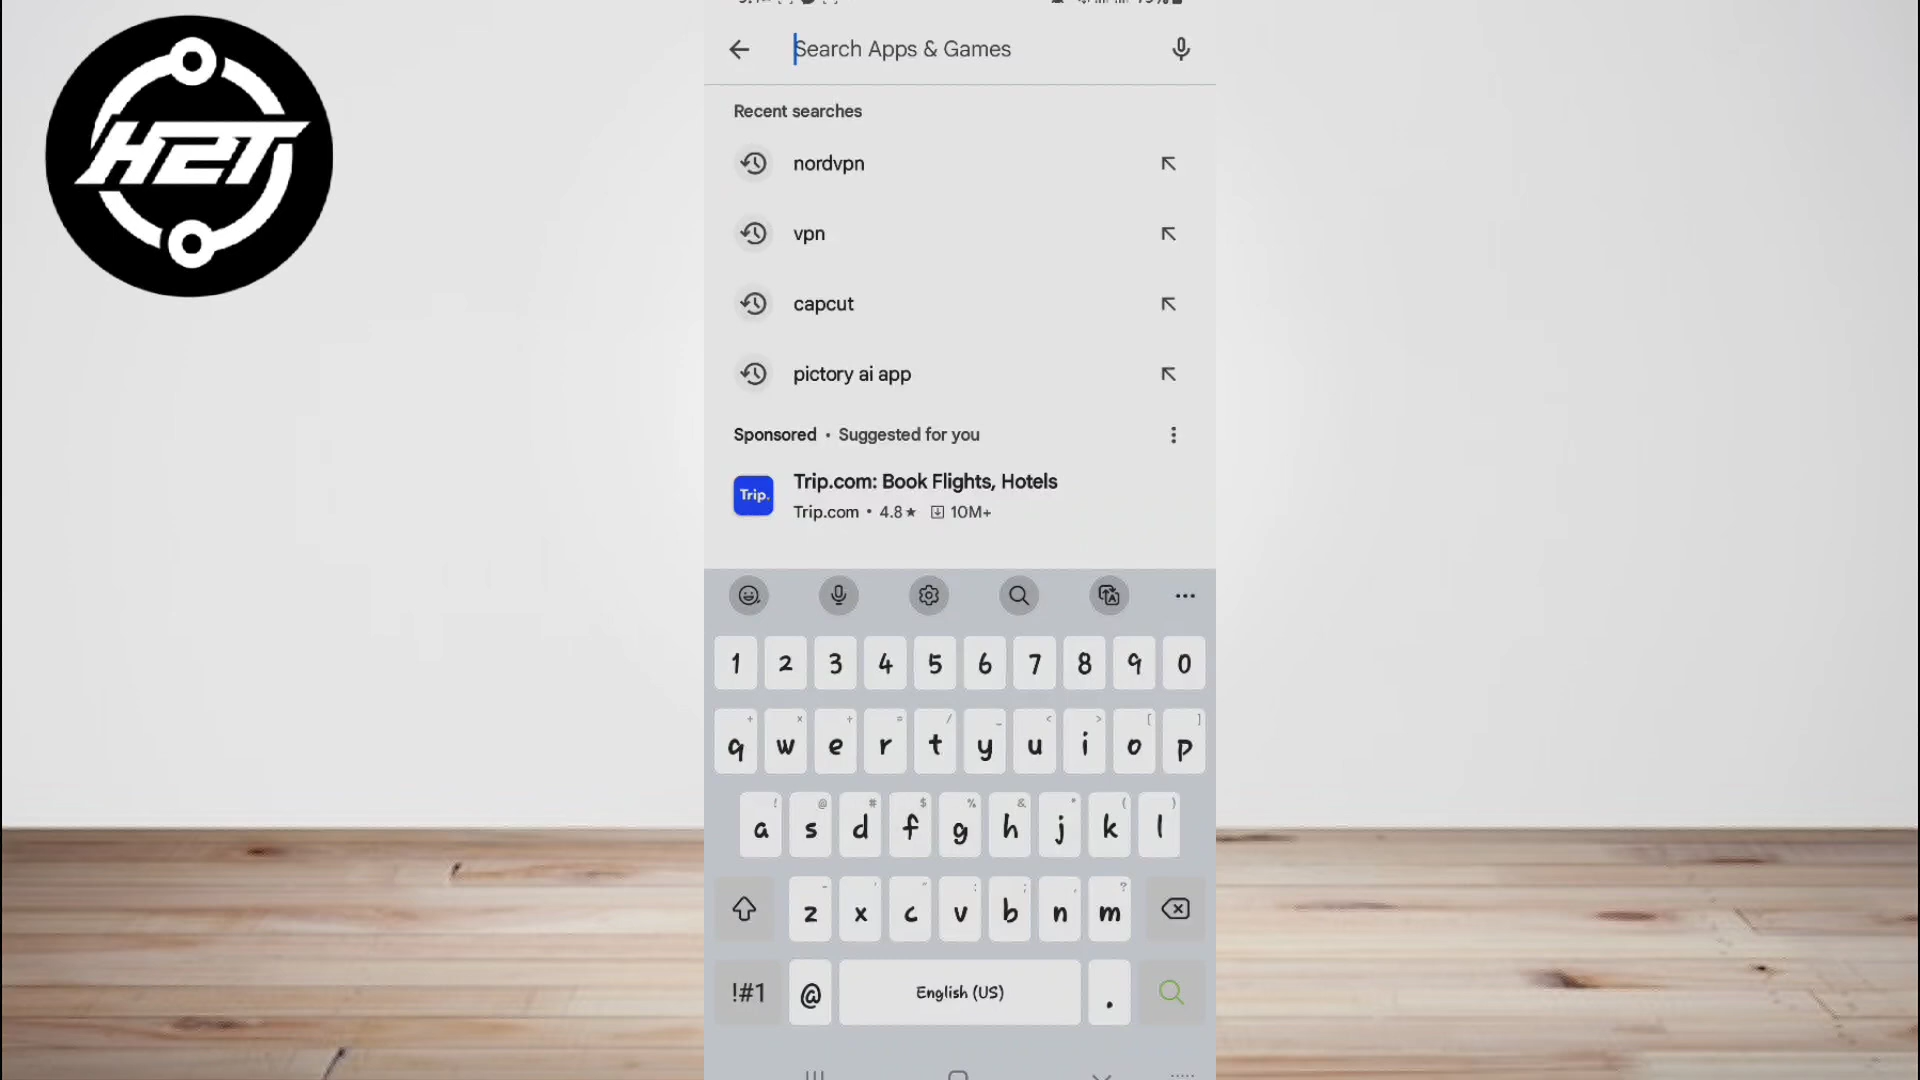 H2T
Search Apps & Games
Recent searches
nordvpn
vpn
capcut
pictory ai app
Sponsored • Suggested for you
Trip.
Trip.com: Book Flights, Hotels
Trip.com • 4.8★ 10M+
1 2 3 4 5 6 7 8 9 0
q w e r t y u i o p
a s d f g h j k l
z x c v b n m
!#1 @ English (US) .